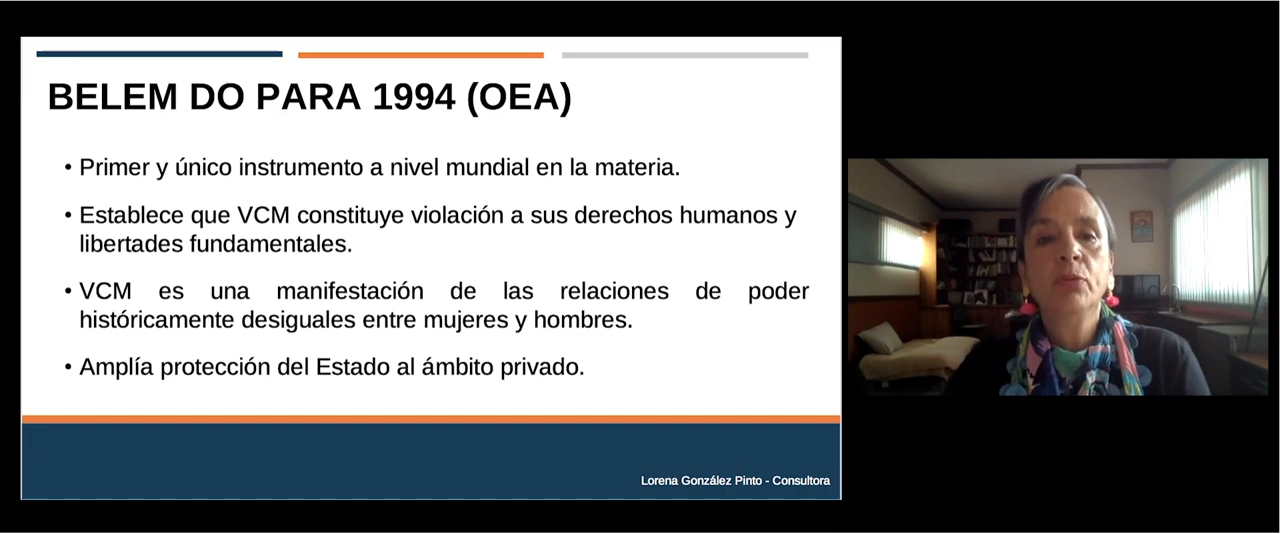 BELEM DO PARA 1994 (OEA)
• Primer y único instrumento a nivel mundial en la materia.
• Establece que VCM constituye violación a sus derechos humanos y
libertades fundamentales.
• VCM es una manifestación de las relaciones de poder
históricamente desiguales entre mujeres y hombres.
• Amplía protección del Estado al ámbito privado.
Lorena González Pinto - Consultora